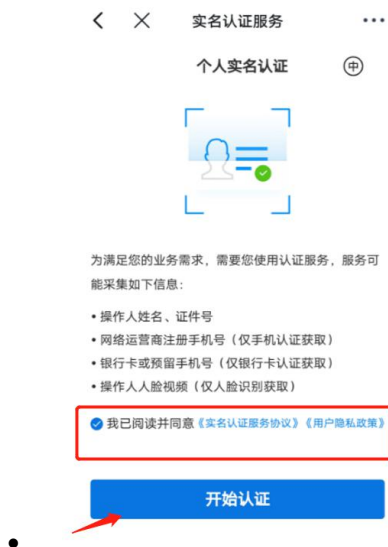 实名认证服务
个人实名认证 中
为满足您的业务需求，需要您使用认证服务，服务可
能采集如下信息：
• 操作人姓名、证件号
• 网络运营商注册手机号（仅手机认证获取）
• 银行卡或预留手机号（仅银行卡认证获取）
• 操作人人脸视频（仅人脸识别获取）
我已阅读并同意《实名认证服务协议》《用户隐私政策》
开始认证